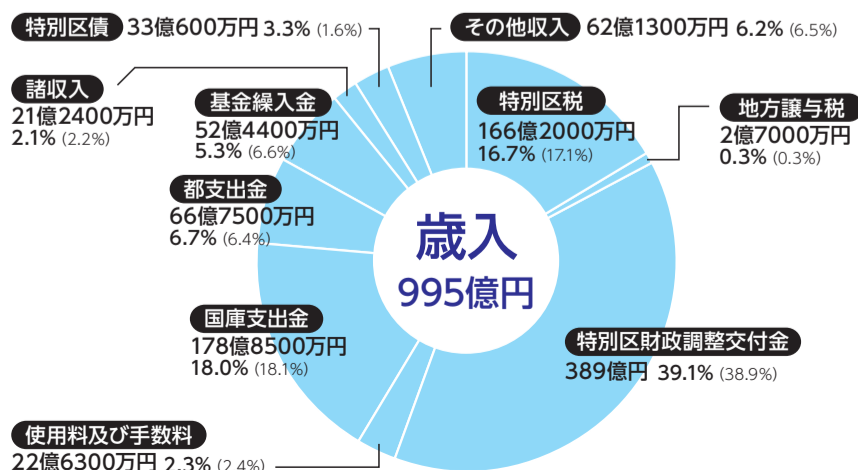 特別区債 33億600万円 3.3% (1.6%)
その他収入 62億1300万円 6.2% (6.5%)
諸収入
21億2400万円
2.1% (2.2%)
基金繰入金
52億4400万円
5.3% (6.6%)
特別区税
166億2000万円
16.7% (17.1%)
地方譲与税
2億7000万円
0.3% (0.3%)
都支出金
66億7500万円
6.7% (6.4%)
歳入
995億円
国庫支出金
178億8500万円
18.0% (18.1%)
特別区財政調整交付金
389億円 39.1% (38.9%)
使用料及び手数料
22億6300万円 2.3% (2.4%)